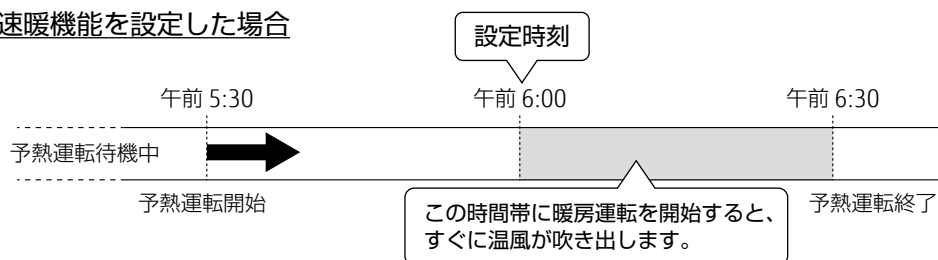 速暖機能を設定した場合
設定時刻
午前 5:30
午前 6:00
午前 6:30
予熱運転待機中
予熱運転開始
この時間帯に暖房運転を開始すると、
すぐに温風が吹き出します。
予熱運転終了